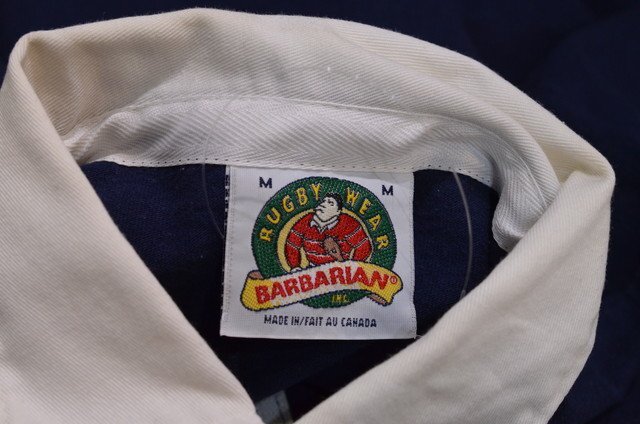 M M
RUGBY WEAR
BARBARIAN®
INC.
MADE IN/FAIT AU CANADA